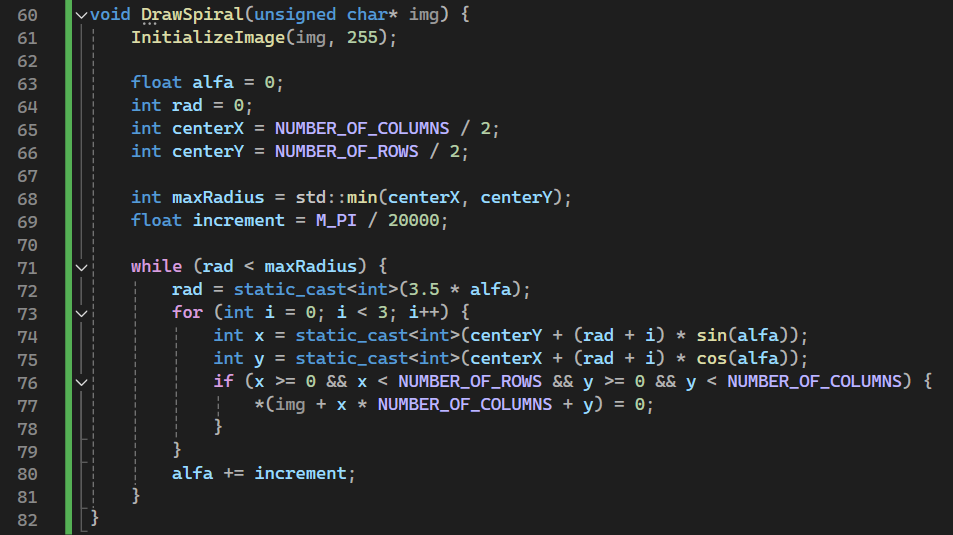 60 void DrawSpiral(unsigned char* img) {
61     InitializeImage(img, 255);
62
63     float alfa = 0;
64     int rad = 0;
65     int centerX = NUMBER_OF_COLUMNS / 2;
66     int centerY = NUMBER_OF_ROWS / 2;
67
68     int maxRadius = std::min(centerX, centerY);
69     float increment = M_PI / 20000;
70
71     while (rad < maxRadius) {
72         rad = static_cast<int>(3.5 * alfa);
73         for (int i = 0; i < 3; i++) {
74             int x = static_cast<int>(centerY + (rad + i) * sin(alfa));
75             int y = static_cast<int>(centerX + (rad + i) * cos(alfa));
76             if (x >= 0 && x < NUMBER_OF_ROWS && y >= 0 && y < NUMBER_OF_COLUMNS) {
77                 *(img + x * NUMBER_OF_COLUMNS + y) = 0;
78             }
79         }
80         alfa += increment;
81     }
82 }